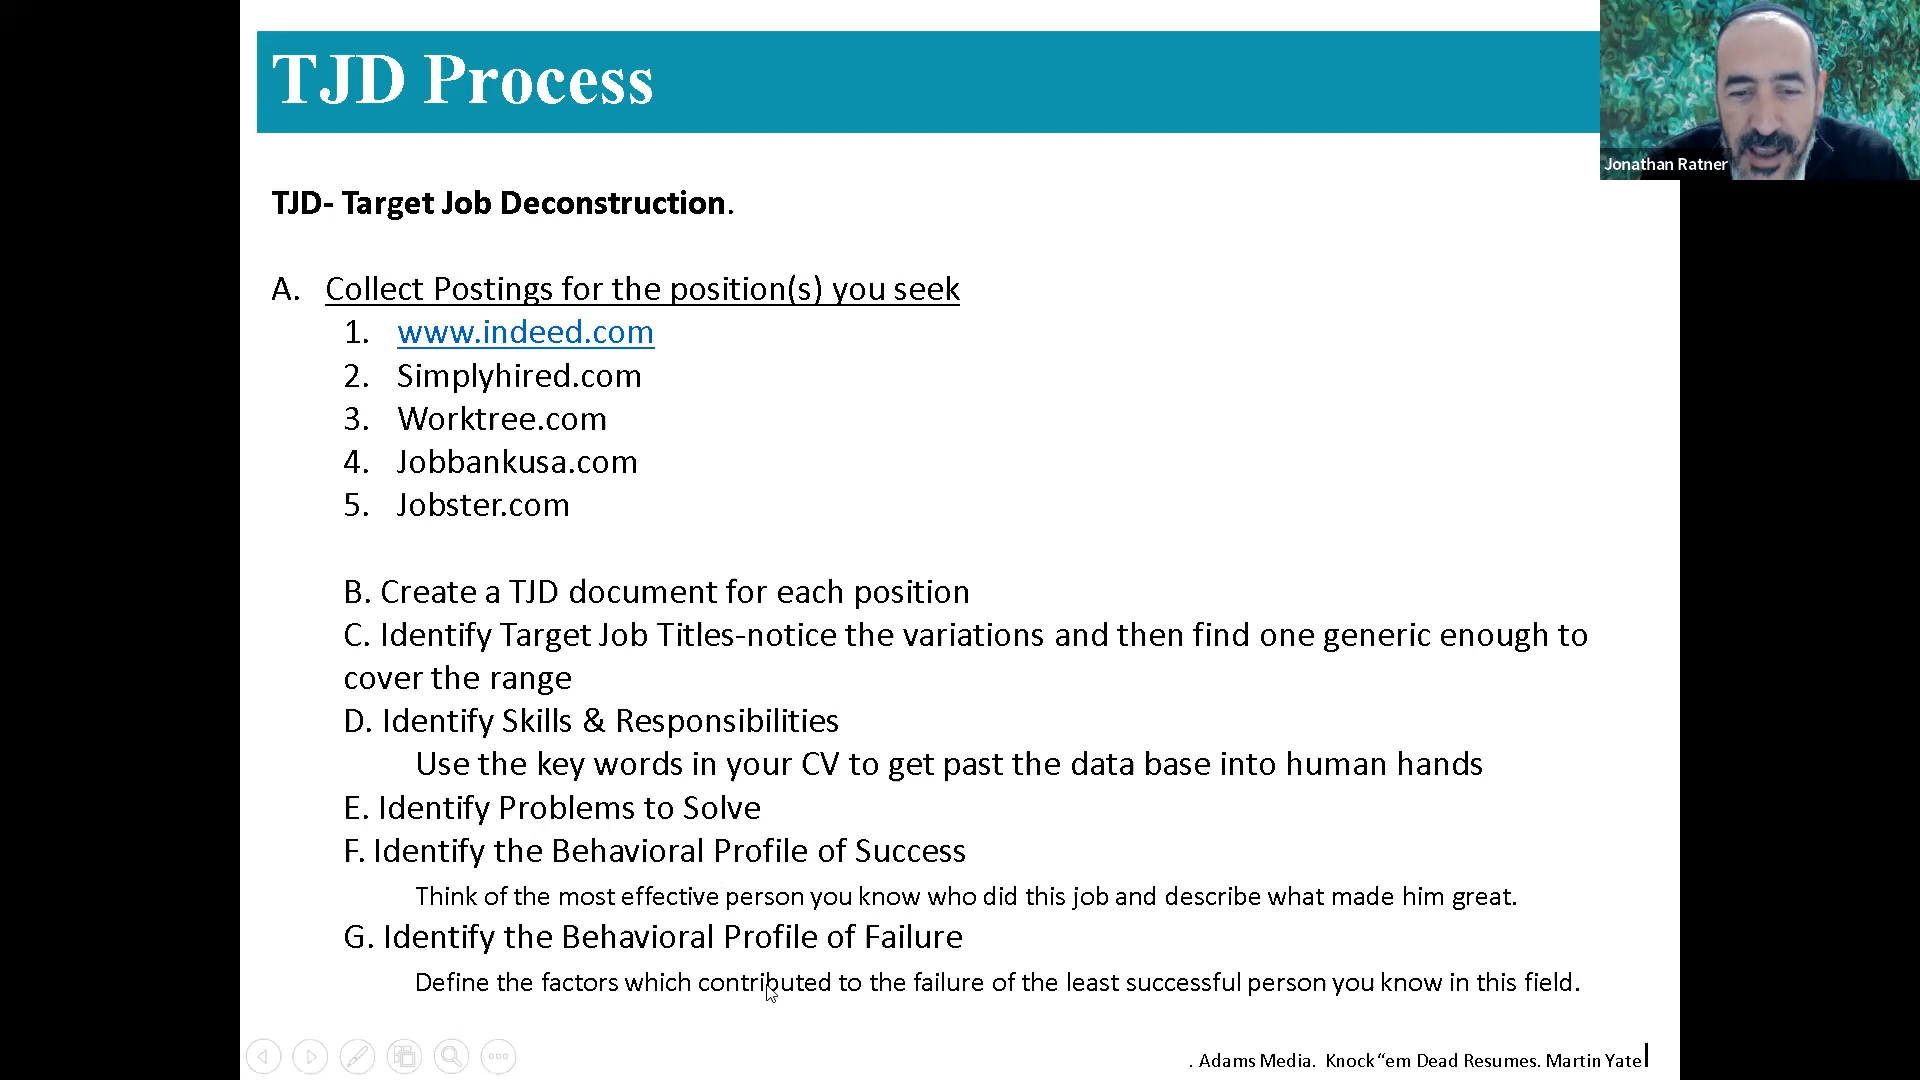 TJD Process
Jonathan Ratner
TJD- Target Job Deconstruction.
A. Collect Postings for the position(s) you seek
1. www.indeed.com
2. Simplyhired.com
3. Worktree.com
4. Jobbankusa.com
5. Jobster.com
B. Create a TJD document for each position
C. Identify Target Job Titles-notice the variations and then find one generic enough to
cover the range
D. Identify Skills & Responsibilities
Use the key words in your CV to get past the data base into human hands
E. Identify Problems to Solve
F. Identify the Behavioral Profile of Success
Think of the most effective person you know who did this job and describe what made him great.
G. Identify the Behavioral Profile of Failure
Define the factors which contributed to the failure of the least successful person you know in this field.
. Adams Media. Knock “em Dead Resumes. Martin Yate